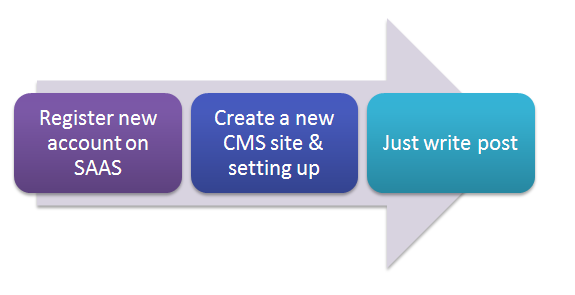 Register new
account on
SAAS
Create a new
CMS site &
setting up
Just write post